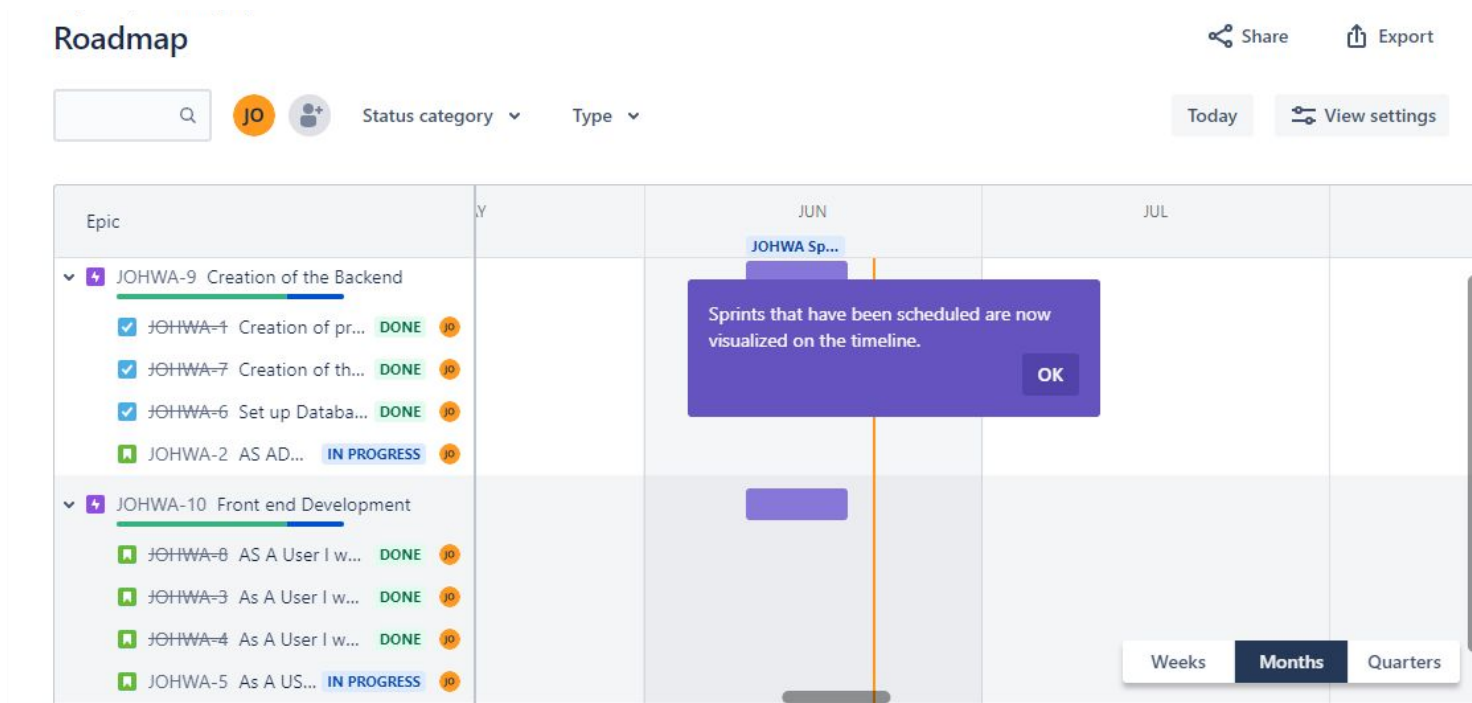 Roadmap
Share
Export
JO
Status category
Type
Today
View settings
Epic
AY
JUN
JUL
JOHWA Sp...
JOHWA-9 Creation of the Backend
JOHWA-1 Creation of pr... DONE JO
JOHWA-7 Creation of th... DONE JO
JOHWA-6 Set up Databa... DONE JO
JOHWA-2 AS AD... IN PROGRESS JO
Sprints that have been scheduled are now
visualized on the timeline.
OK
JOHWA-10 Front end Development
JOHWA-8 AS A User I w... DONE JO
JOHWA-3 As A User I w... DONE JO
JOHWA-4 As A User I w... DONE JO
JOHWA-5 As A US... IN PROGRESS JO
Weeks
Months
Quarters